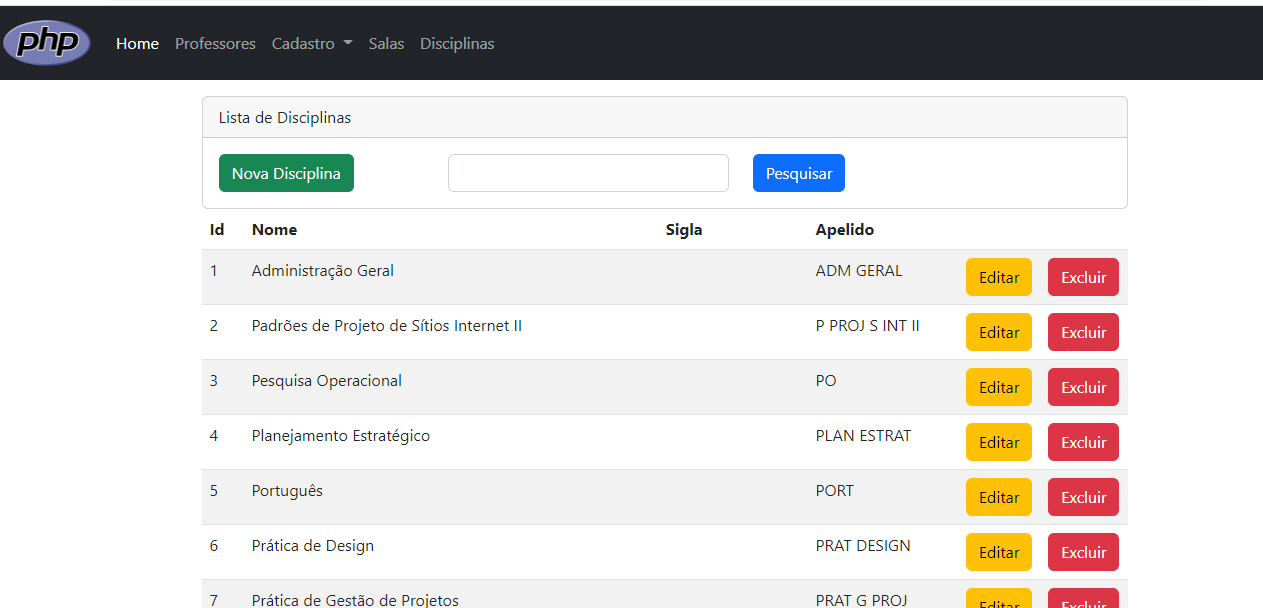 php Home Professores Cadastro Salas Disciplinas
Lista de Disciplinas
Nova Disciplina Pesquisar
Id Nome Sigla Apelido
1 Administração Geral ADM GERAL Editar Excluir
2 Padrões de Projeto de Sítios Internet II P PROJ S INT II Editar Excluir
3 Pesquisa Operacional PO Editar Excluir
4 Planejamento Estratégico PLAN ESTRAT Editar Excluir
5 Português PORT Editar Excluir
6 Prática de Design PRAT DESIGN Editar Excluir
7 Prática de Gestão de Projetos PRAT G PROJ Editar Excluir